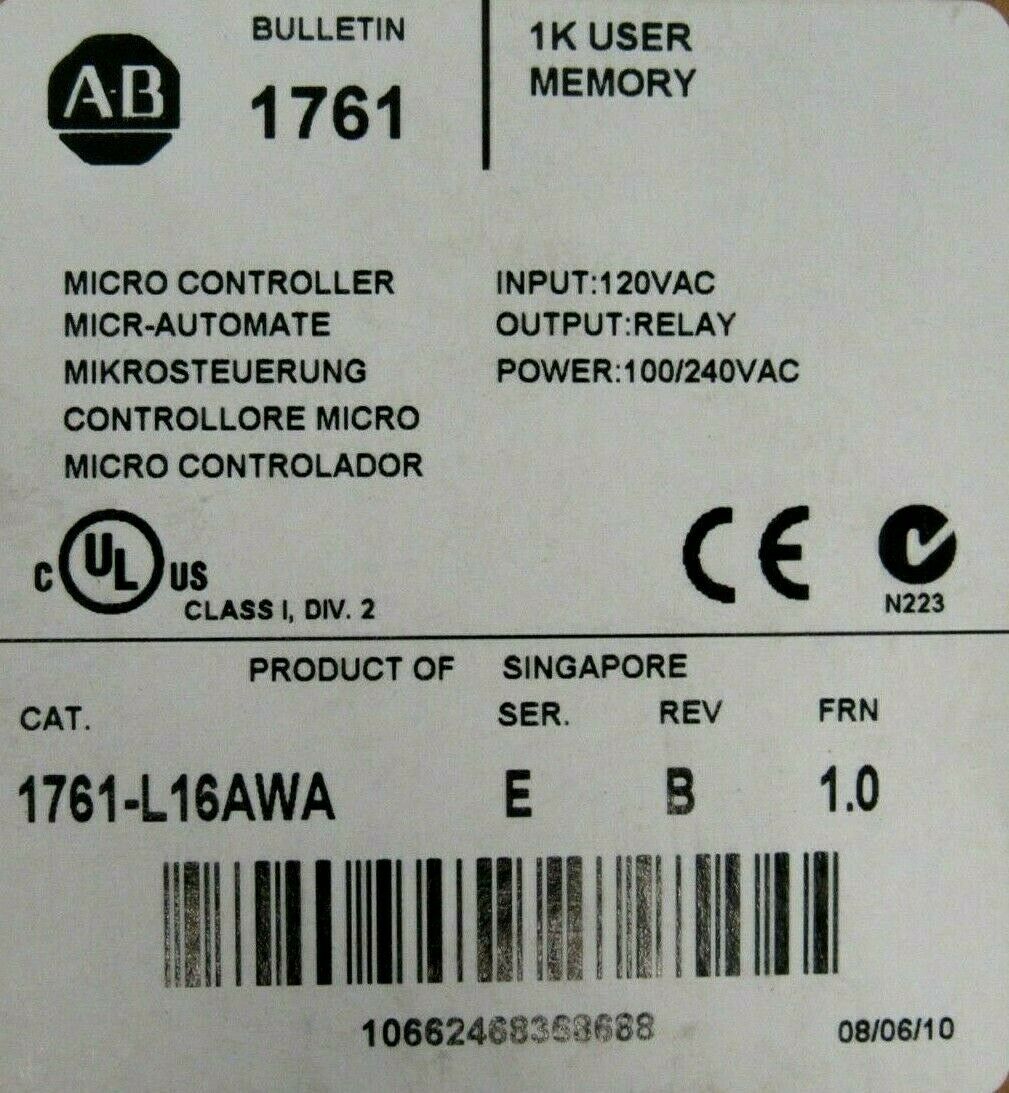 A·B
BULLETIN
1761
1K USER
MEMORY
MICRO CONTROLLER
MICR-AUTOMATE
MIKROSTEUERUNG
CONTROLLORE MICRO
MICRO CONTROLADOR
INPUT:120VAC
OUTPUT:RELAY
POWER:100/240VAC
C UL US
CLASS I, DIV. 2
CE
N223
PRODUCT OF SINGAPORE
CAT. SER. REV FRN
1761-L16AWA E B 1.0
08/06/10